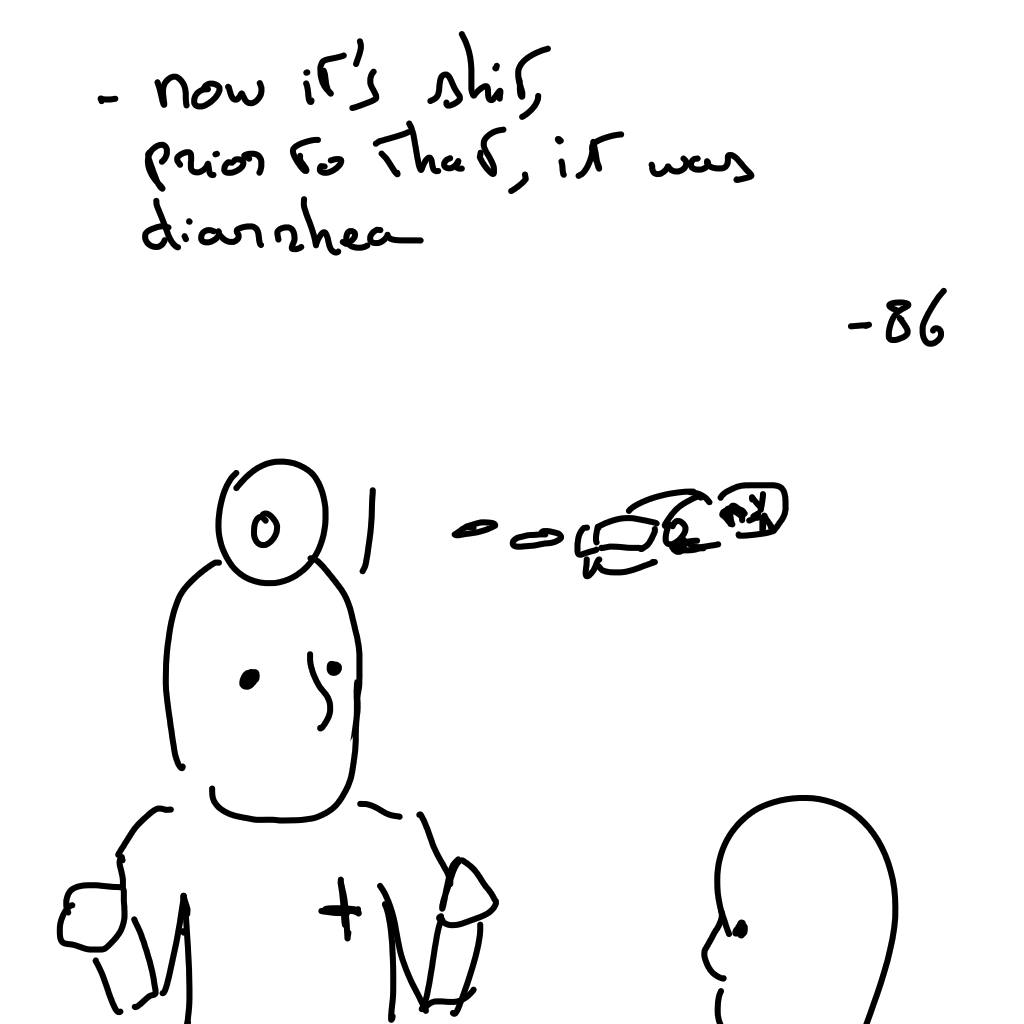 - now it's shit,
prior to that, it was
diarrhea
-86